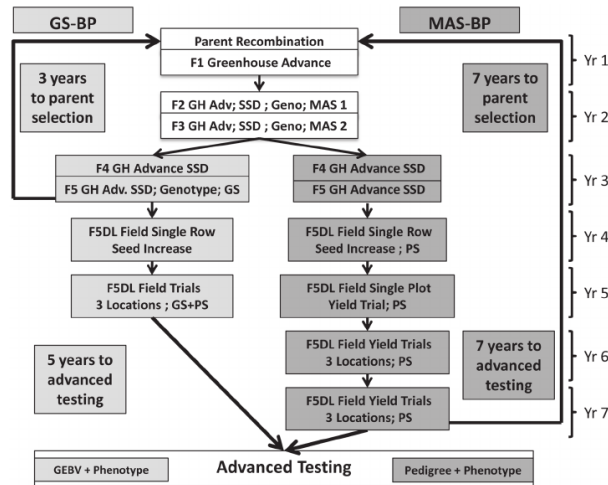 GS-BP
MAS-BP
Parent Recombination
F1 Greenhouse Advance
Yr 1
3 years
to parent
selection
7 years
to parent
selection
F2 GH Adv; SSD ; Geno; MAS 1
F3 GH Adv; SSD ; Geno; MAS 2
Yr 2
F4 GH Advance SSD
F5 GH Adv. SSD; Genotype; GS
F4 GH Advance SSD
F5 GH Advance SSD
Yr 3
F5DL Field Single Row
Seed Increase
F5DL Field Single Row
Seed Increase ; PS
Yr 4
F5DL Field Trials
3 Locations ; GS+PS
F5DL Field Single Plot
Yield Trial; PS
Yr 5
5 years to
advanced
testing
F5DL Field Yield Trials
3 Locations; PS
7 years to
advanced
testing
Yr 6
F5DL Field Yield Trials
3 Locations; PS
Yr 7
GEBV + Phenotype
Advanced Testing
Pedigree + Phenotype